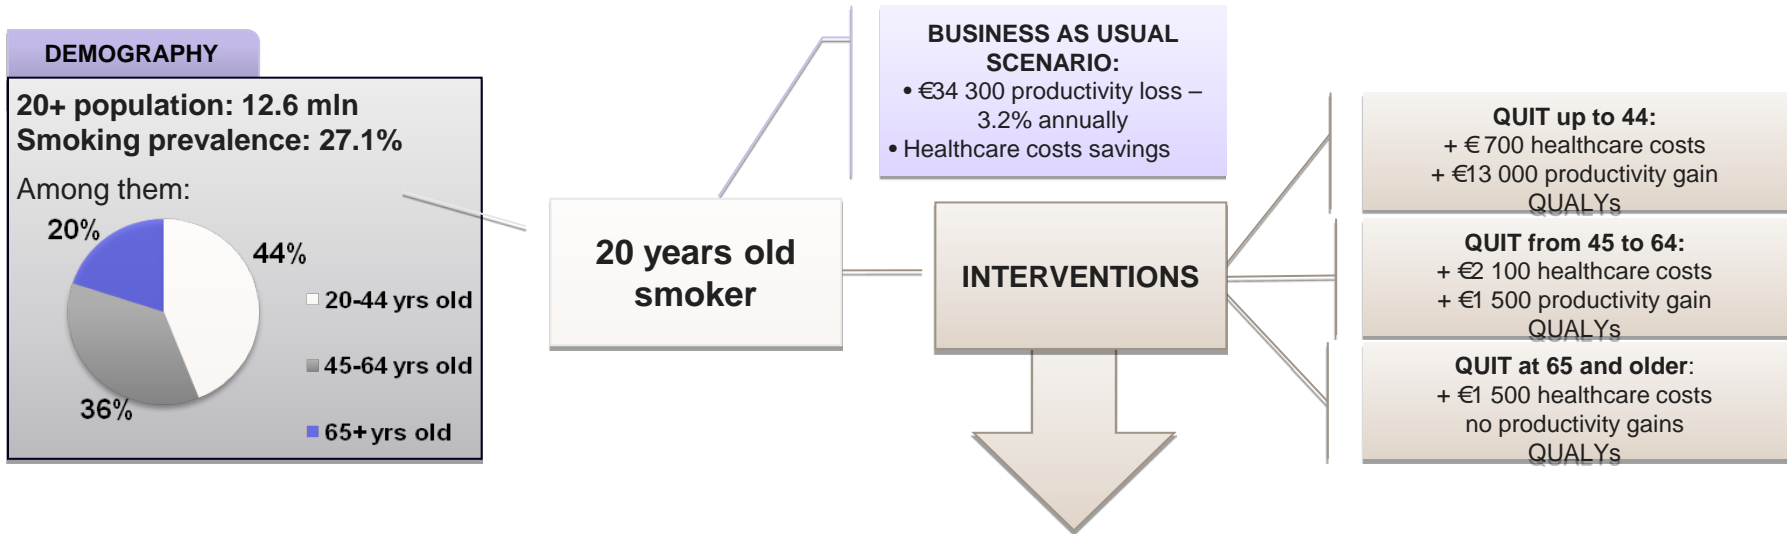 DEMOGRAPHY
20+ population: 12.6 mln
Smoking prevalence: 27.1%
Among them:
20%
44%
36%
20-44 yrs old
45-64 yrs old
65+ yrs old
20 years old
smoker
BUSINESS AS USUAL
SCENARIO:
• €34 300 productivity loss –
3.2% annually
• Healthcare costs savings
INTERVENTIONS
QUIT up to 44:
+ €700 healthcare costs
+ €13 000 productivity gain
QUALYs
QUIT from 45 to 64:
+ €2 100 healthcare costs
+ €1 500 productivity gain
QUALYs
QUIT at 65 and older:
+ €1 500 healthcare costs
no productivity gains
QUALYs